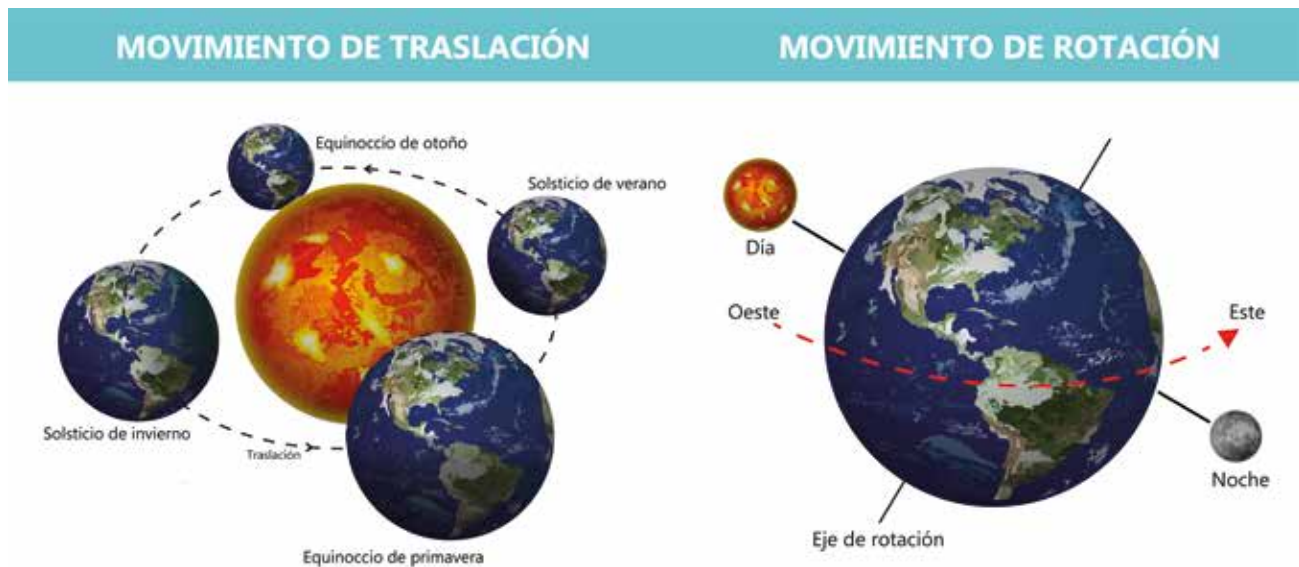 MOVIMIENTO DE TRASLACIÓN
Equinoccio de otoño
Solsticio de verano
Solsticio de invierno
Traslación
Equinoccio de primavera
MOVIMIENTO DE ROTACIÓN
Día
Oeste
Este
Noche
Eje de rotación